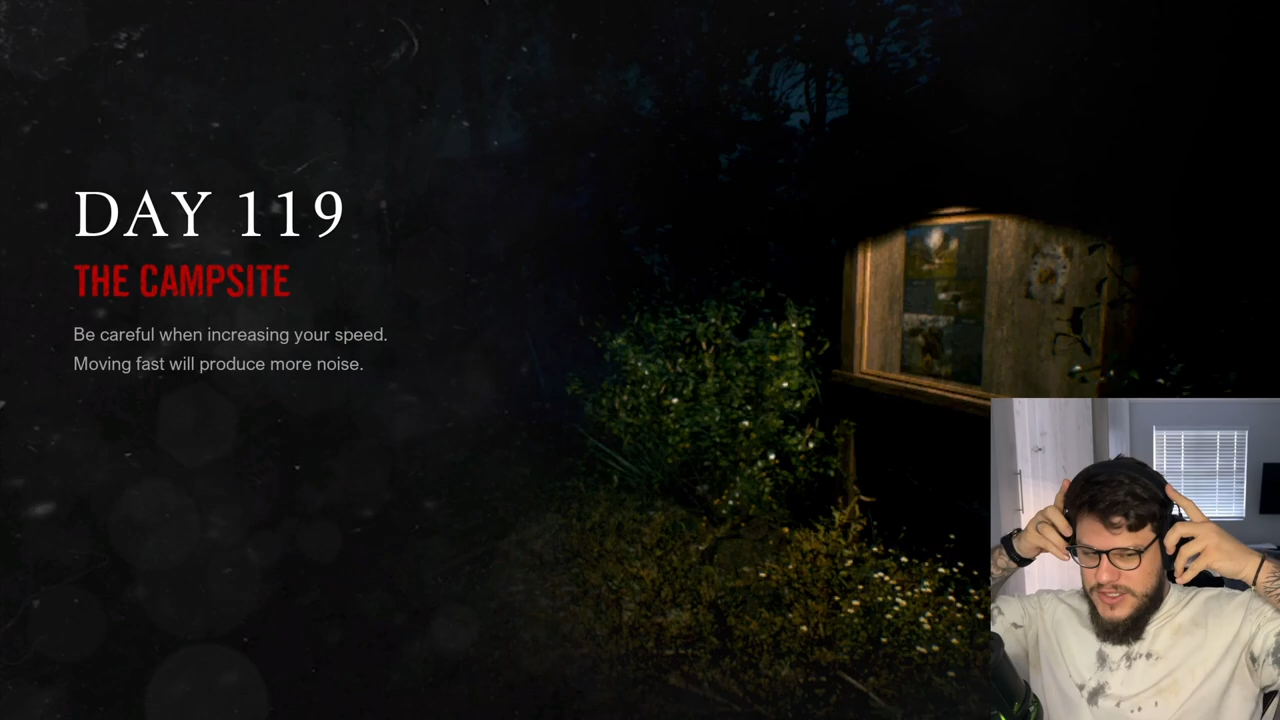 DAY 119
THE CAMPSITE
Be careful when increasing your speed.
Moving fast will produce more noise.